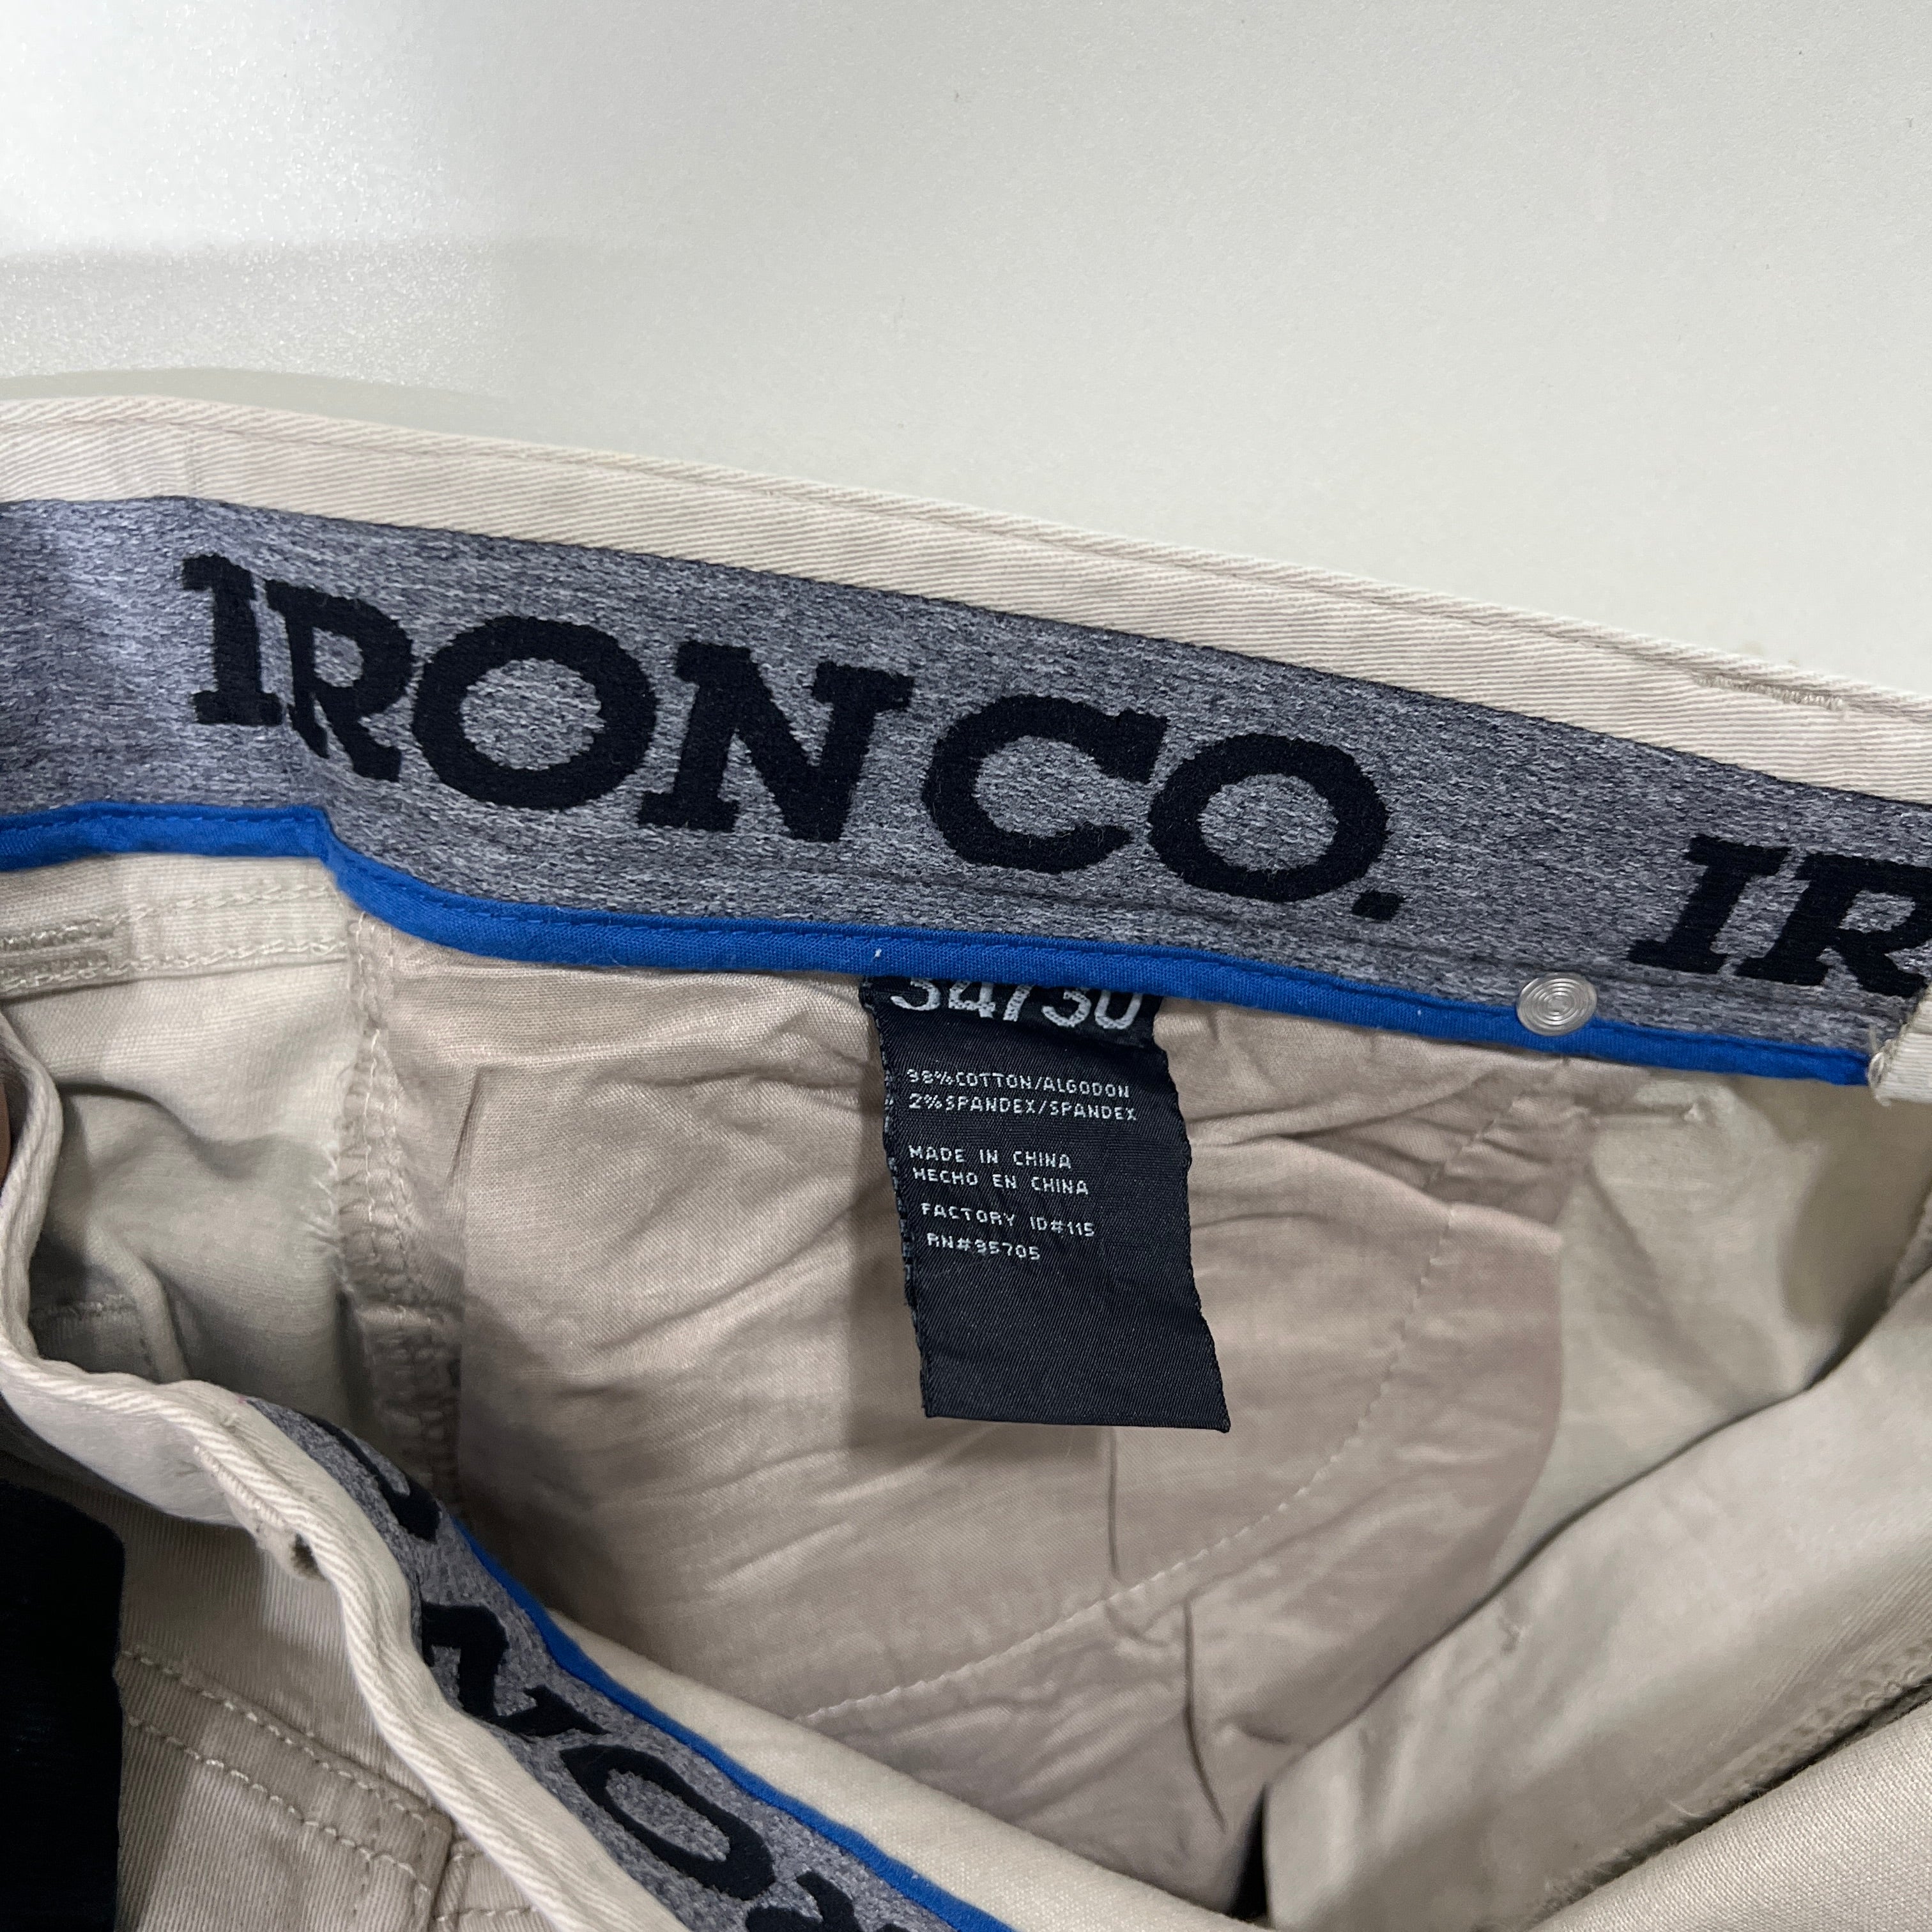 IRON CO. IR
34/30
98%COTTON/ALGODON
2%SPANDEX/SPANDEX
MADE IN CHINA
HECHO EN CHINA
FACTORY ID#115
RN#95705
IRON